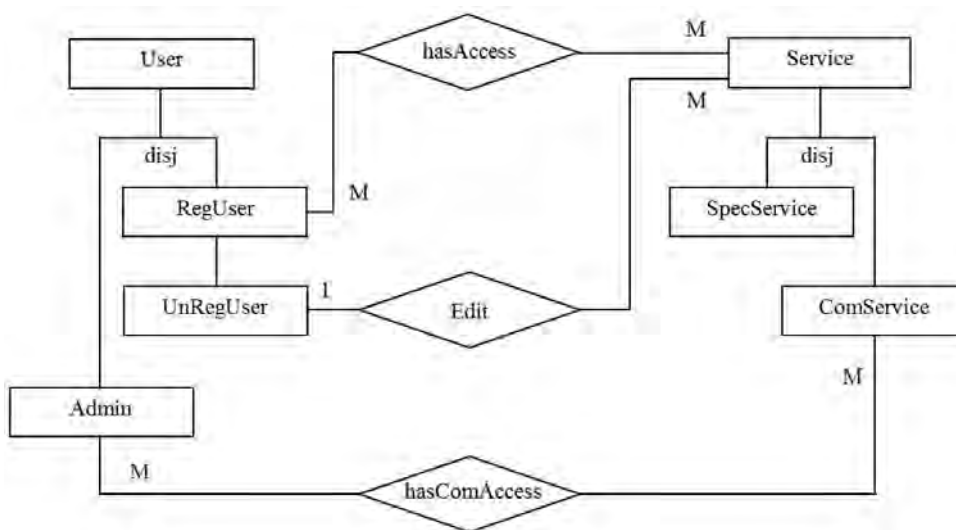 User
hasAccess
M
Service
M
disj
disj
RegUser
M
SpecService
UnRegUser
1
Edit
ComService
Admin
M
M
hasComAccess